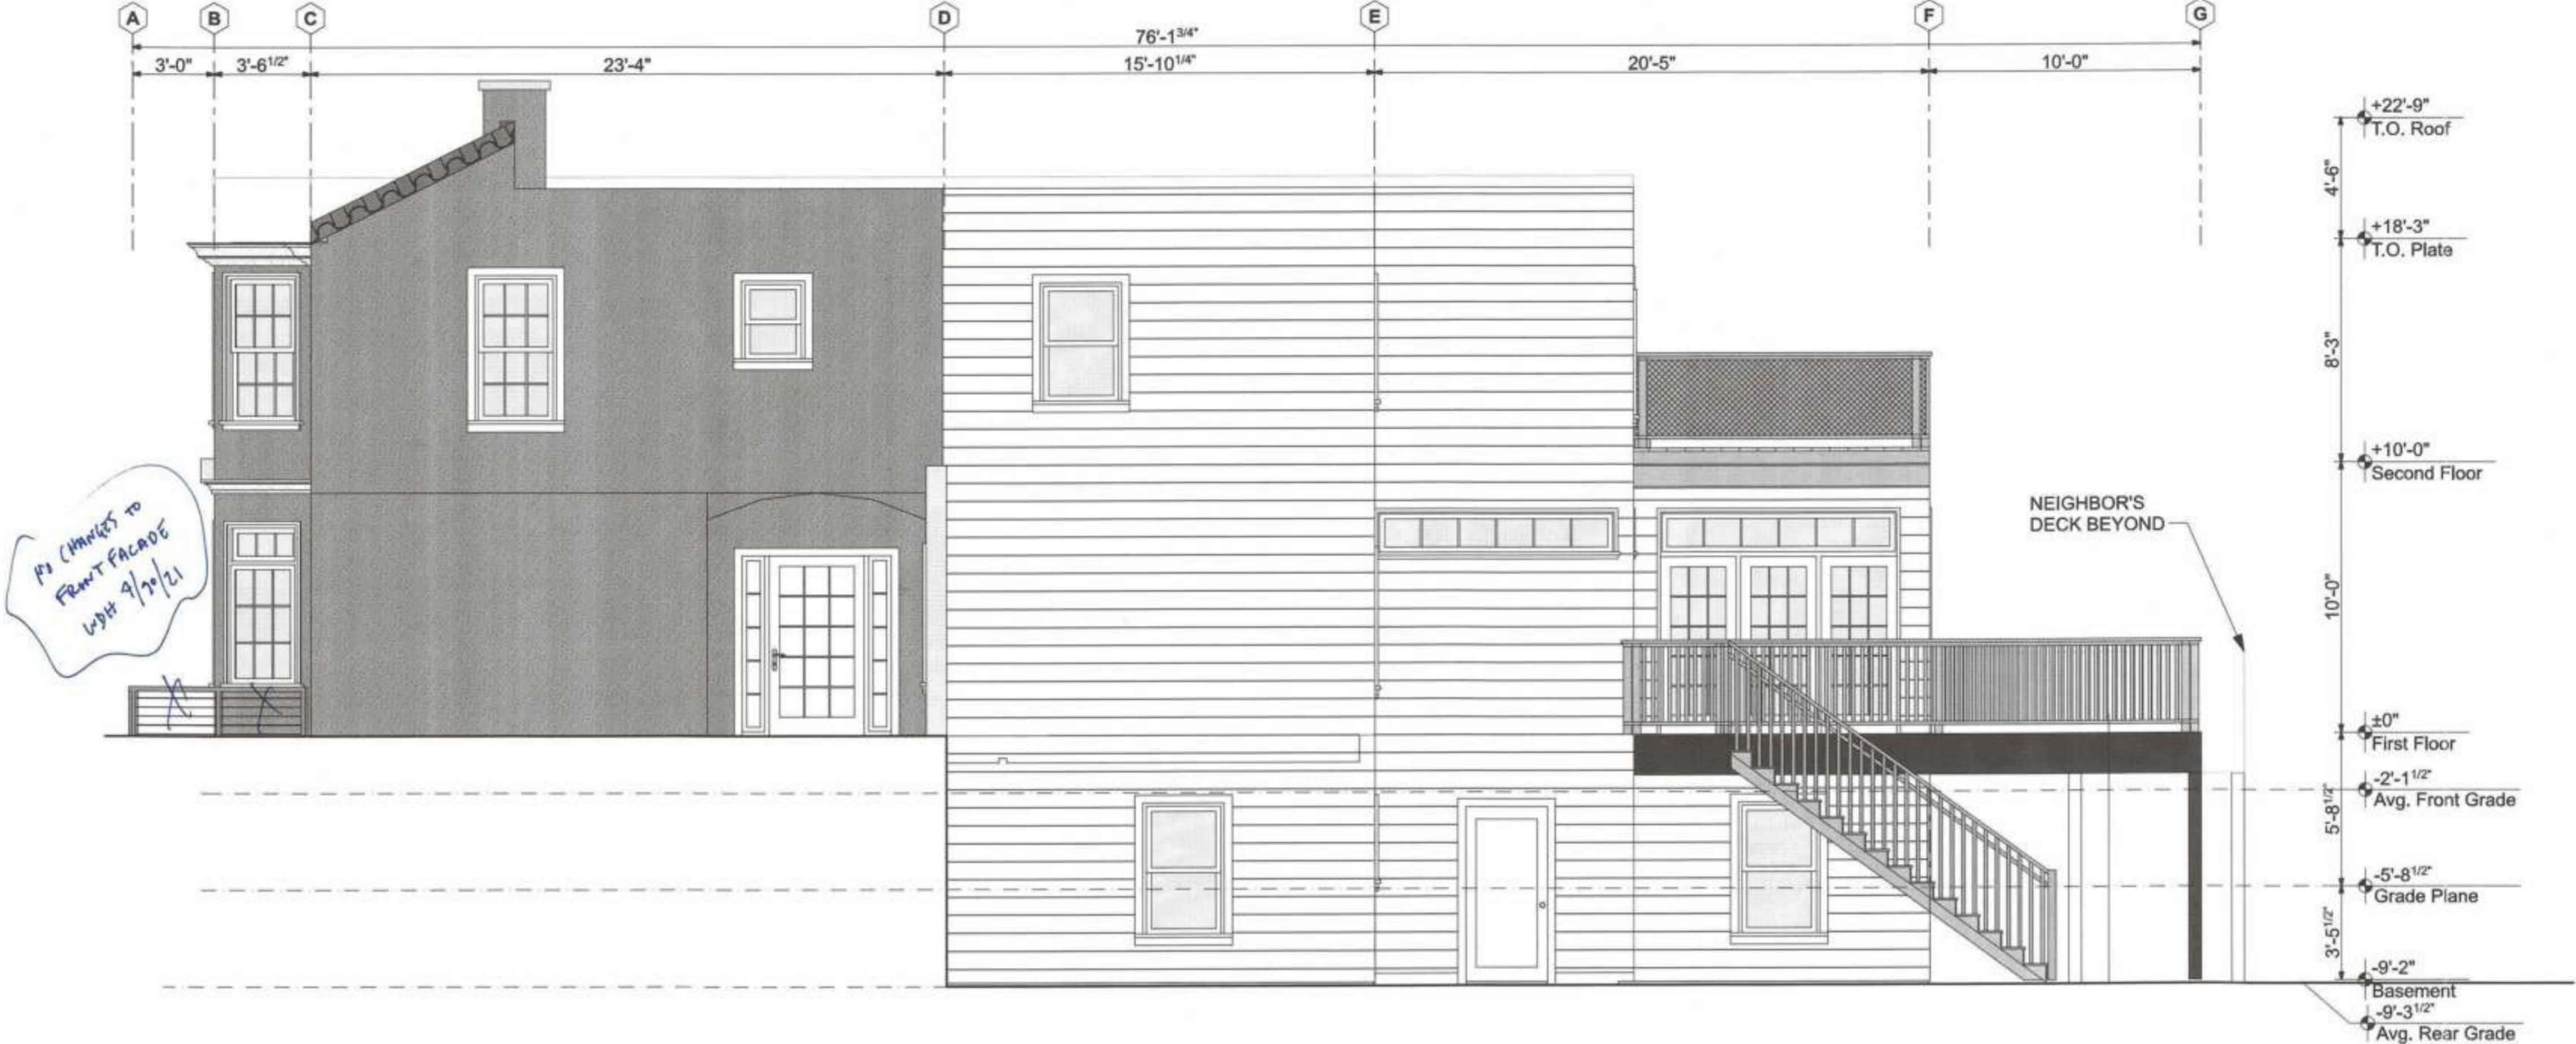 A B C D E F G
76'-1 3/4"
3'-0" 3'-6 1/2" 23'-4" 15'-10 1/4" 20'-5" 10'-0"
+22'-9"
T.O. Roof
4'-6"
+18'-3"
T.O. Plate
8'-3"
+10'-0"
Second Floor
NEIGHBOR'S
DECK BEYOND
NO CHANGES TO
FRONT FACADE
WDH 4/20/21
10'-0"
X X
±0"
First Floor
-2'-1 1/2"
Avg. Front Grade
5'-8 1/2"
-5'-8 1/2"
Grade Plane
3'-5 1/2"
-9'-2"
Basement
-9'-3 1/2"
Avg. Rear Grade